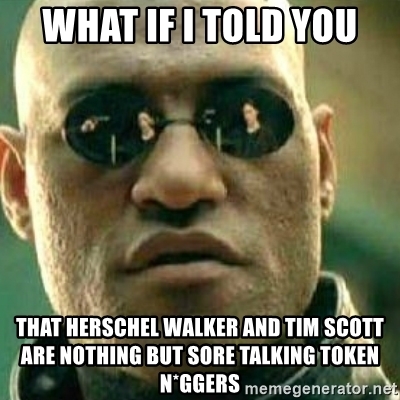 WHAT IF I TOLD YOU
THAT HERSCHEL WALKER AND TIM SCOTT
ARE NOTHING BUT SORE TALKING TOKEN
N*GGERS
memegenerator.net